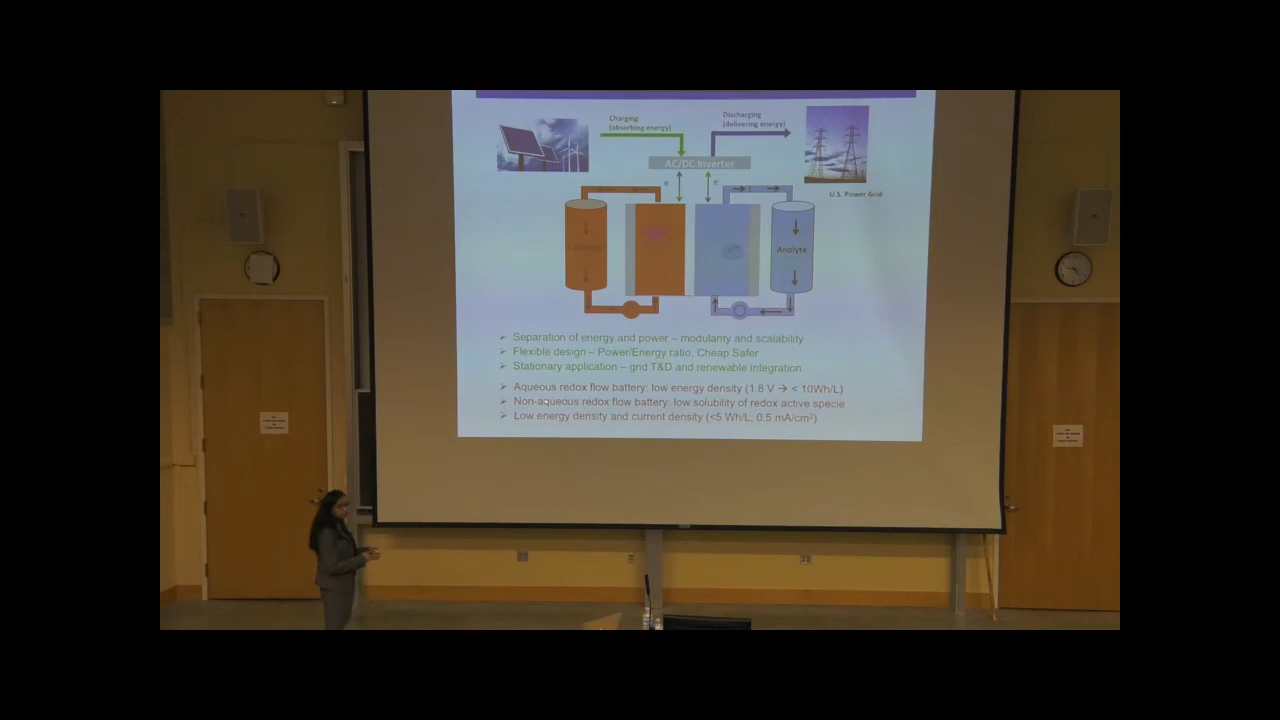 Charging
(absorbing energy)
Discharging
(delivering energy)
AC/DC Inverter
U.S. Power Grid
e
e
Anolyte
Separation of energy and power – modularity and scalability
Flexible design – Power/Energy ratio, Cheap Safer
Stationary application – grid T&D and renewable integration
Aqueous redox flow battery: low energy density (1.8 V → < 10Wh/L)
Non-aqueous redox flow battery: low solubility of redox active specie
Low energy density and current density (<5 Wh/L; 0.5 mA/cm²)